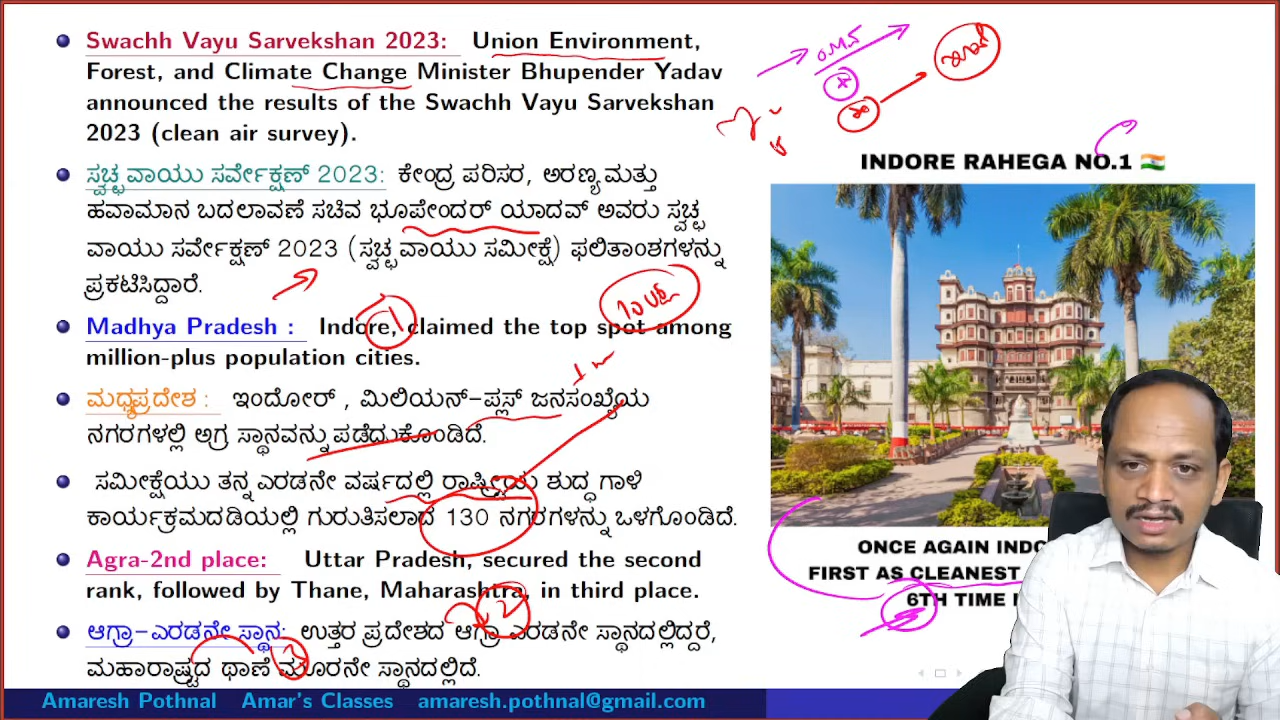 Swachh Vayu Sarvekshan 2023: Union Environment,
Forest, and Climate Change Minister Bhupender Yadav
announced the results of the Swachh Vayu Sarvekshan
2023 (clean air survey).
ಸ್ವಚ್ಛ ವಾಯು ಸರ್ವೇಕ್ಷಣ್ 2023: ಕೇಂದ್ರ ಪರಿಸರ, ಅರಣ್ಯ ಮತ್ತು
ಹವಾಮಾನ ಬದಲಾವಣೆ ಸಚಿವ ಭೂಪೇಂದರ್ ಯಾದವ್ ಅವರು ಸ್ವಚ್ಛ
ವಾಯು ಸರ್ವೇಕ್ಷಣ್ 2023 (ಸ್ವಚ್ಛ ವಾಯು ಸಮೀಕ್ಷೆ) ಫಲಿತಾಂಶಗಳನ್ನು
ಪ್ರಕಟಿಸಿದ್ದಾರೆ.
Madhya Pradesh : Indore, claimed the top spot among
million-plus population cities.
ಮಧ್ಯಪ್ರದೇಶ : ಇಂದೋರ್ , ಮಿಲಿಯನ್-ಪ್ಲಸ್ ಜನಸಂಖ್ಯೆಯ
ನಗರಗಳಲ್ಲಿ ಅಗ್ರ ಸ್ಥಾನವನ್ನು ಪಡೆದುಕೊಂಡಿದೆ.
ಸಮೀಕ್ಷೆಯು ತನ್ನ ಎರಡನೇ ವರ್ಷದಲ್ಲಿ ರಾಷ್ಟ್ರೀಯ ಶುದ್ಧ ಗಾಳಿ
ಕಾರ್ಯಕ್ರಮದಡಿಯಲ್ಲಿ ಗುರುತಿಸಲಾದ 130 ನಗರಗಳನ್ನು ಒಳಗೊಂಡಿದೆ.
Agra-2nd place: Uttar Pradesh, secured the second
rank, followed by Thane, Maharashtra, in third place.
ಆಗ್ರಾ-ಎರಡನೇ ಸ್ಥಾನ: ಉತ್ತರ ಪ್ರದೇಶದ ಆಗ್ರಾ ಎರಡನೇ ಸ್ಥಾನದಲ್ಲಿದ್ದರೆ,
ಮಹಾರಾಷ್ಟ್ರದ ಥಾಣೆ ಮೂರನೇ ಸ್ಥಾನದಲ್ಲಿದೆ.
INDORE RAHEGA NO.1
ONCE AGAIN INDO
FIRST AS CLEANEST
6TH TIME
Amaresh Pothnal Amar's Classes amaresh.pothnal@gmail.com